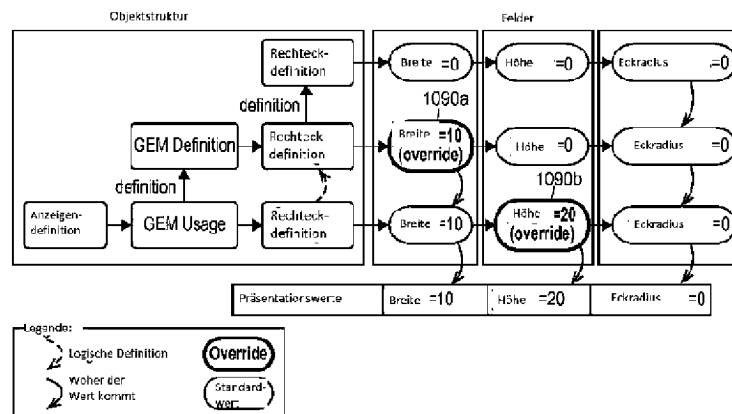 Objektstruktur
Felder
Rechteck-
definition
Breite =0
Höhe =0
Eckradius =0
definition
1090a
GEM Definition
Rechteck
definition
Breite =10
(override)
Höhe =0
Eckradius =0
definition
1090b
Anzeigen-
definition
GEM Usage
Rechteck-
definition
Breite =10
Höhe =20
(override)
Eckradius =0
Präsentationswerte
Breite =10
Höhe =20
Eckradius =0
Legende:
Logische Definition
Override
Woher der
Wert kommt
Standard-
wert